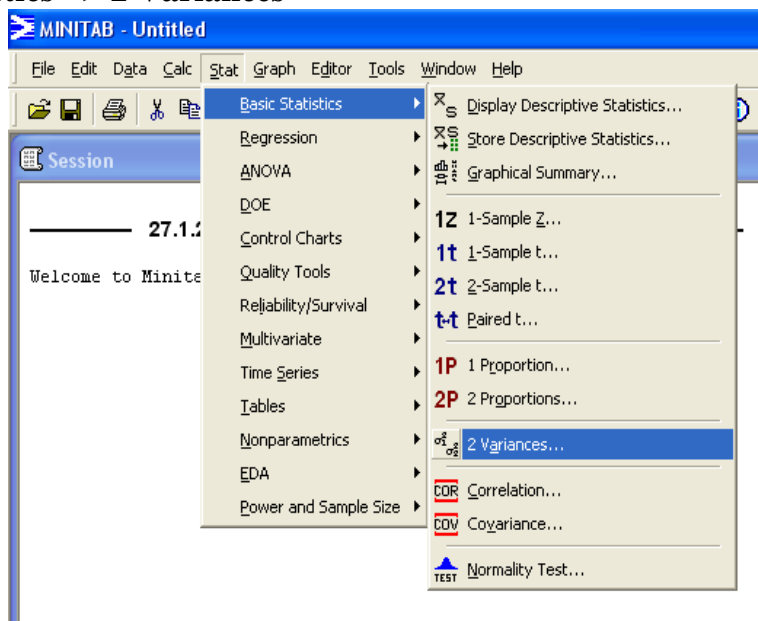 2 Variances
MINITAB - Untitled
File Edit Data Calc Stat Graph Editor Tools Window Help
Session
27.1.2
Welcome to Minita
Basic Statistics
Regression
ANOVA
DOE
Control Charts
Quality Tools
Reliability/Survival
Multivariate
Time Series
Tables
Nonparametrics
EDA
Power and Sample Size
Display Descriptive Statistics...
Store Descriptive Statistics...
Graphical Summary...
1Z 1-Sample Z...
1t 1-Sample t...
2t 2-Sample t...
t-t Paired t...
1P 1 Proportion...
2P 2 Proportions...
2 Variances...
COR Correlation...
COV Covariance...
TEST Normality Test...